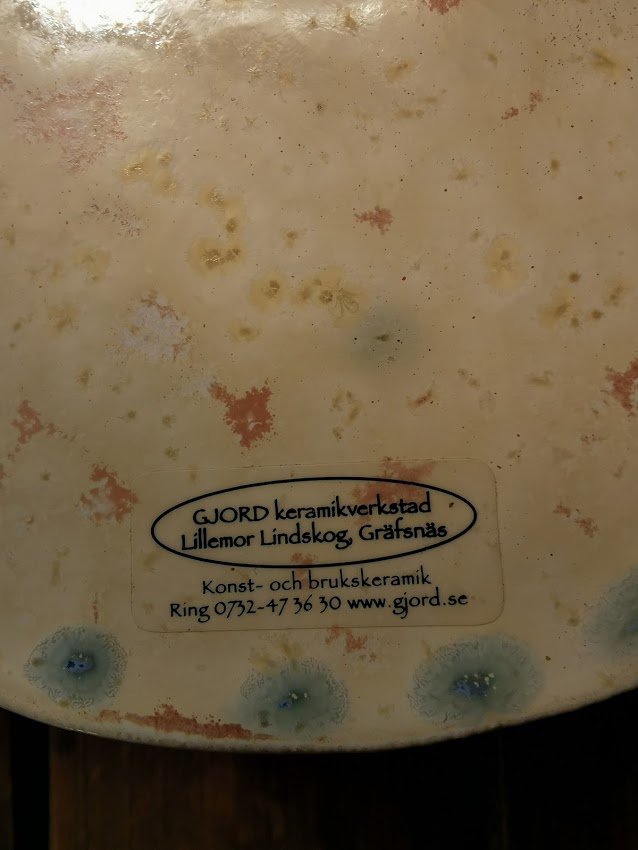 GJORD keramikverkstad
Lillemor Lindskog, Gräfsnäs
Konst- och brukskeramik
Ring 0732-47 36 30 www.gjord.se